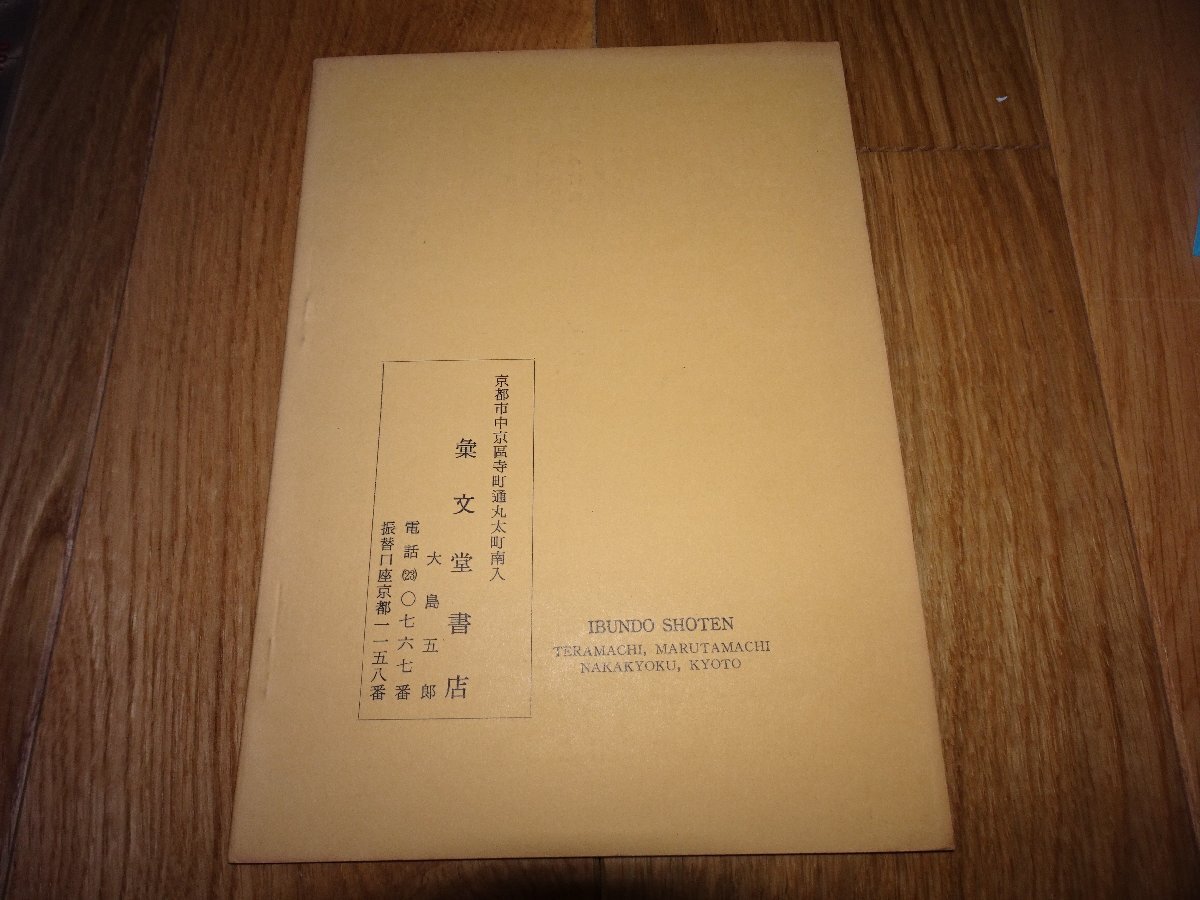 京都市中京區寺町通丸太町南入
彙文堂書店
大島五郎
電話㉓〇七六七番
振替口座京都一一五八番
IBUNDO SHOTEN
TERAMACHI, MARUTAMACHI
NAKAKYOKU, KYOTO